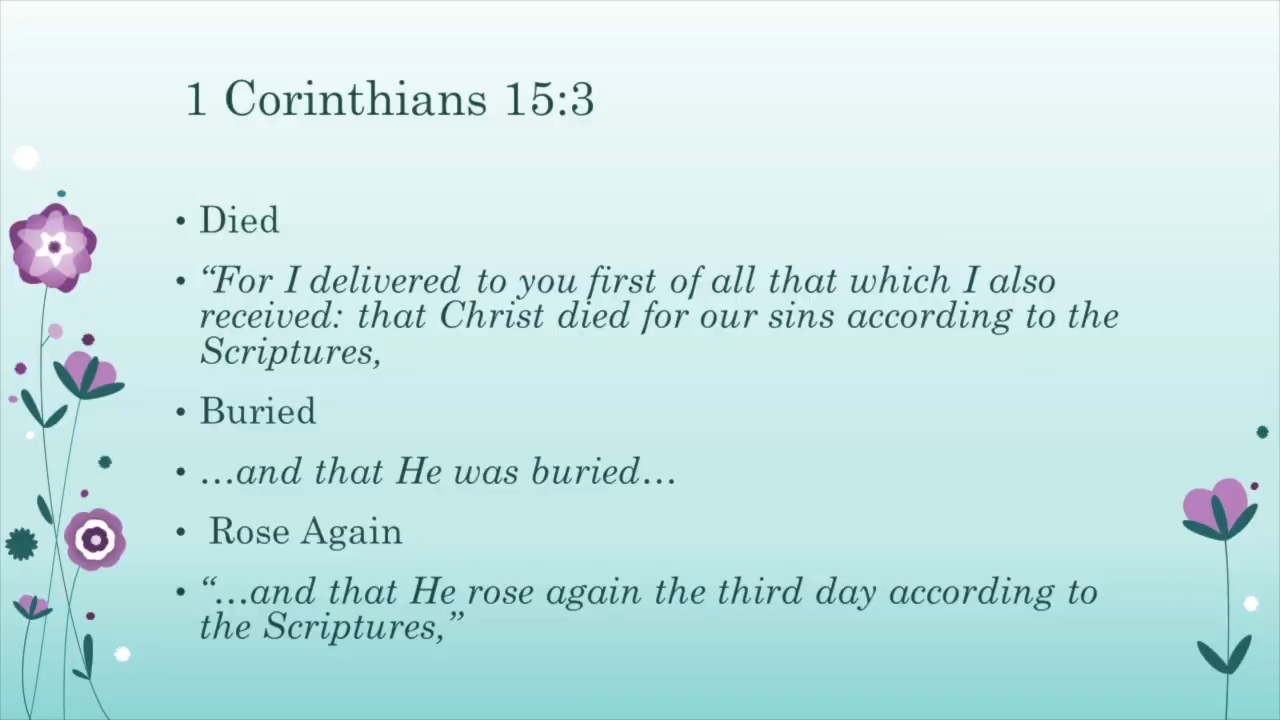 1 Corinthians 15:3
• Died
• “For I delivered to you first of all that which I also
received: that Christ died for our sins according to the
Scriptures,
• Buried
• …and that He was buried…
• Rose Again
• “…and that He rose again the third day according to
the Scriptures,”